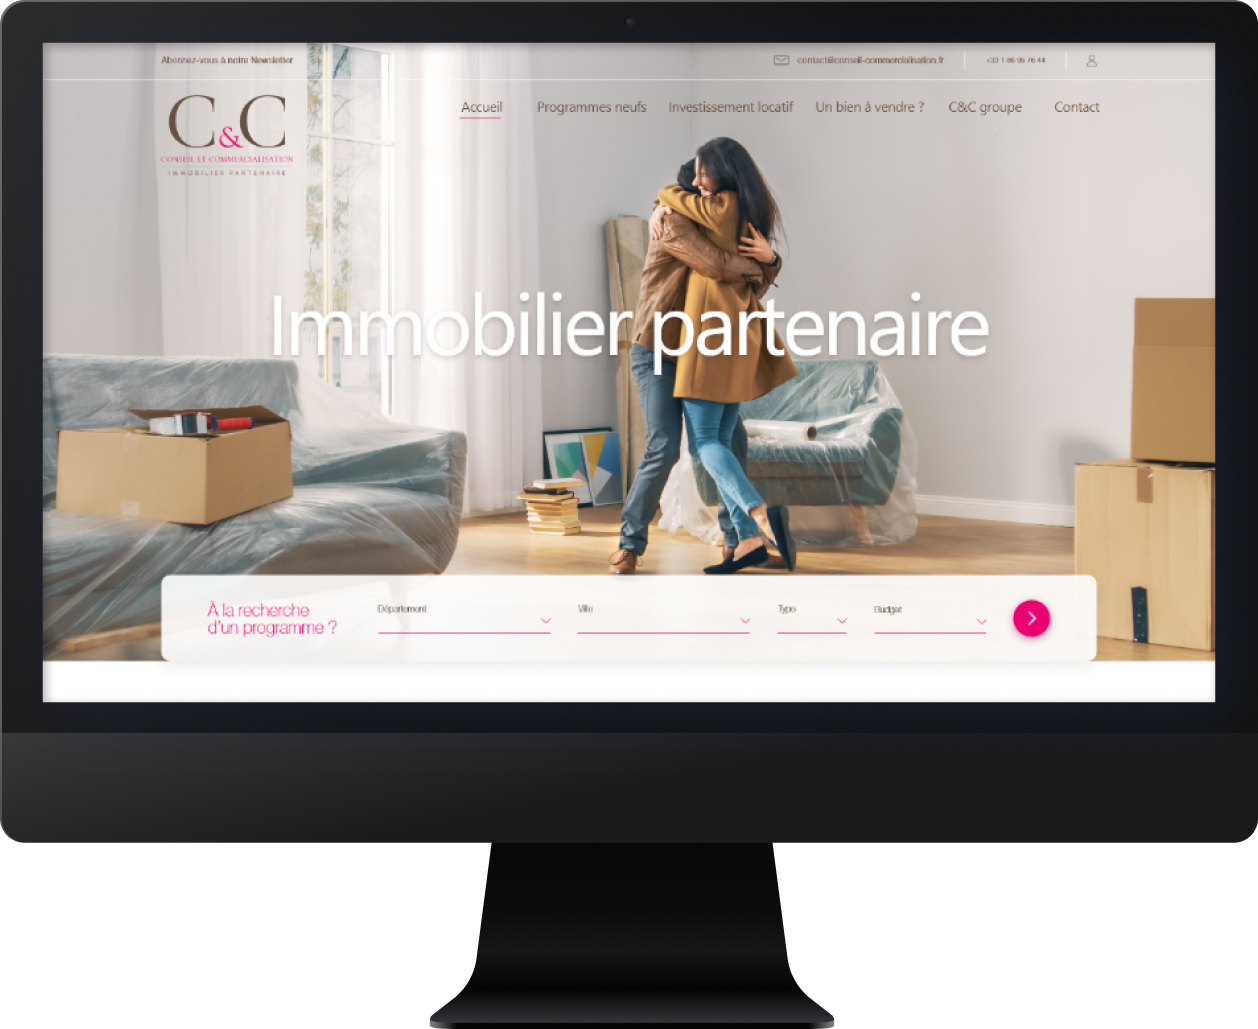 Abonnez-vous à notre Newsletter
contact@conseil-commercialisation.fr
+33 1 86 95 76 44
C&C
CONSEIL ET COMMERCIALISATION
IMMOBILIER PARTENAIRE
Accueil
Programmes neufs
Investissement locatif
Un bien à vendre ?
C&C groupe
Contact
Immobilier partenaire
À la recherche
d'un programme ?
Département
Ville
Type
Budget